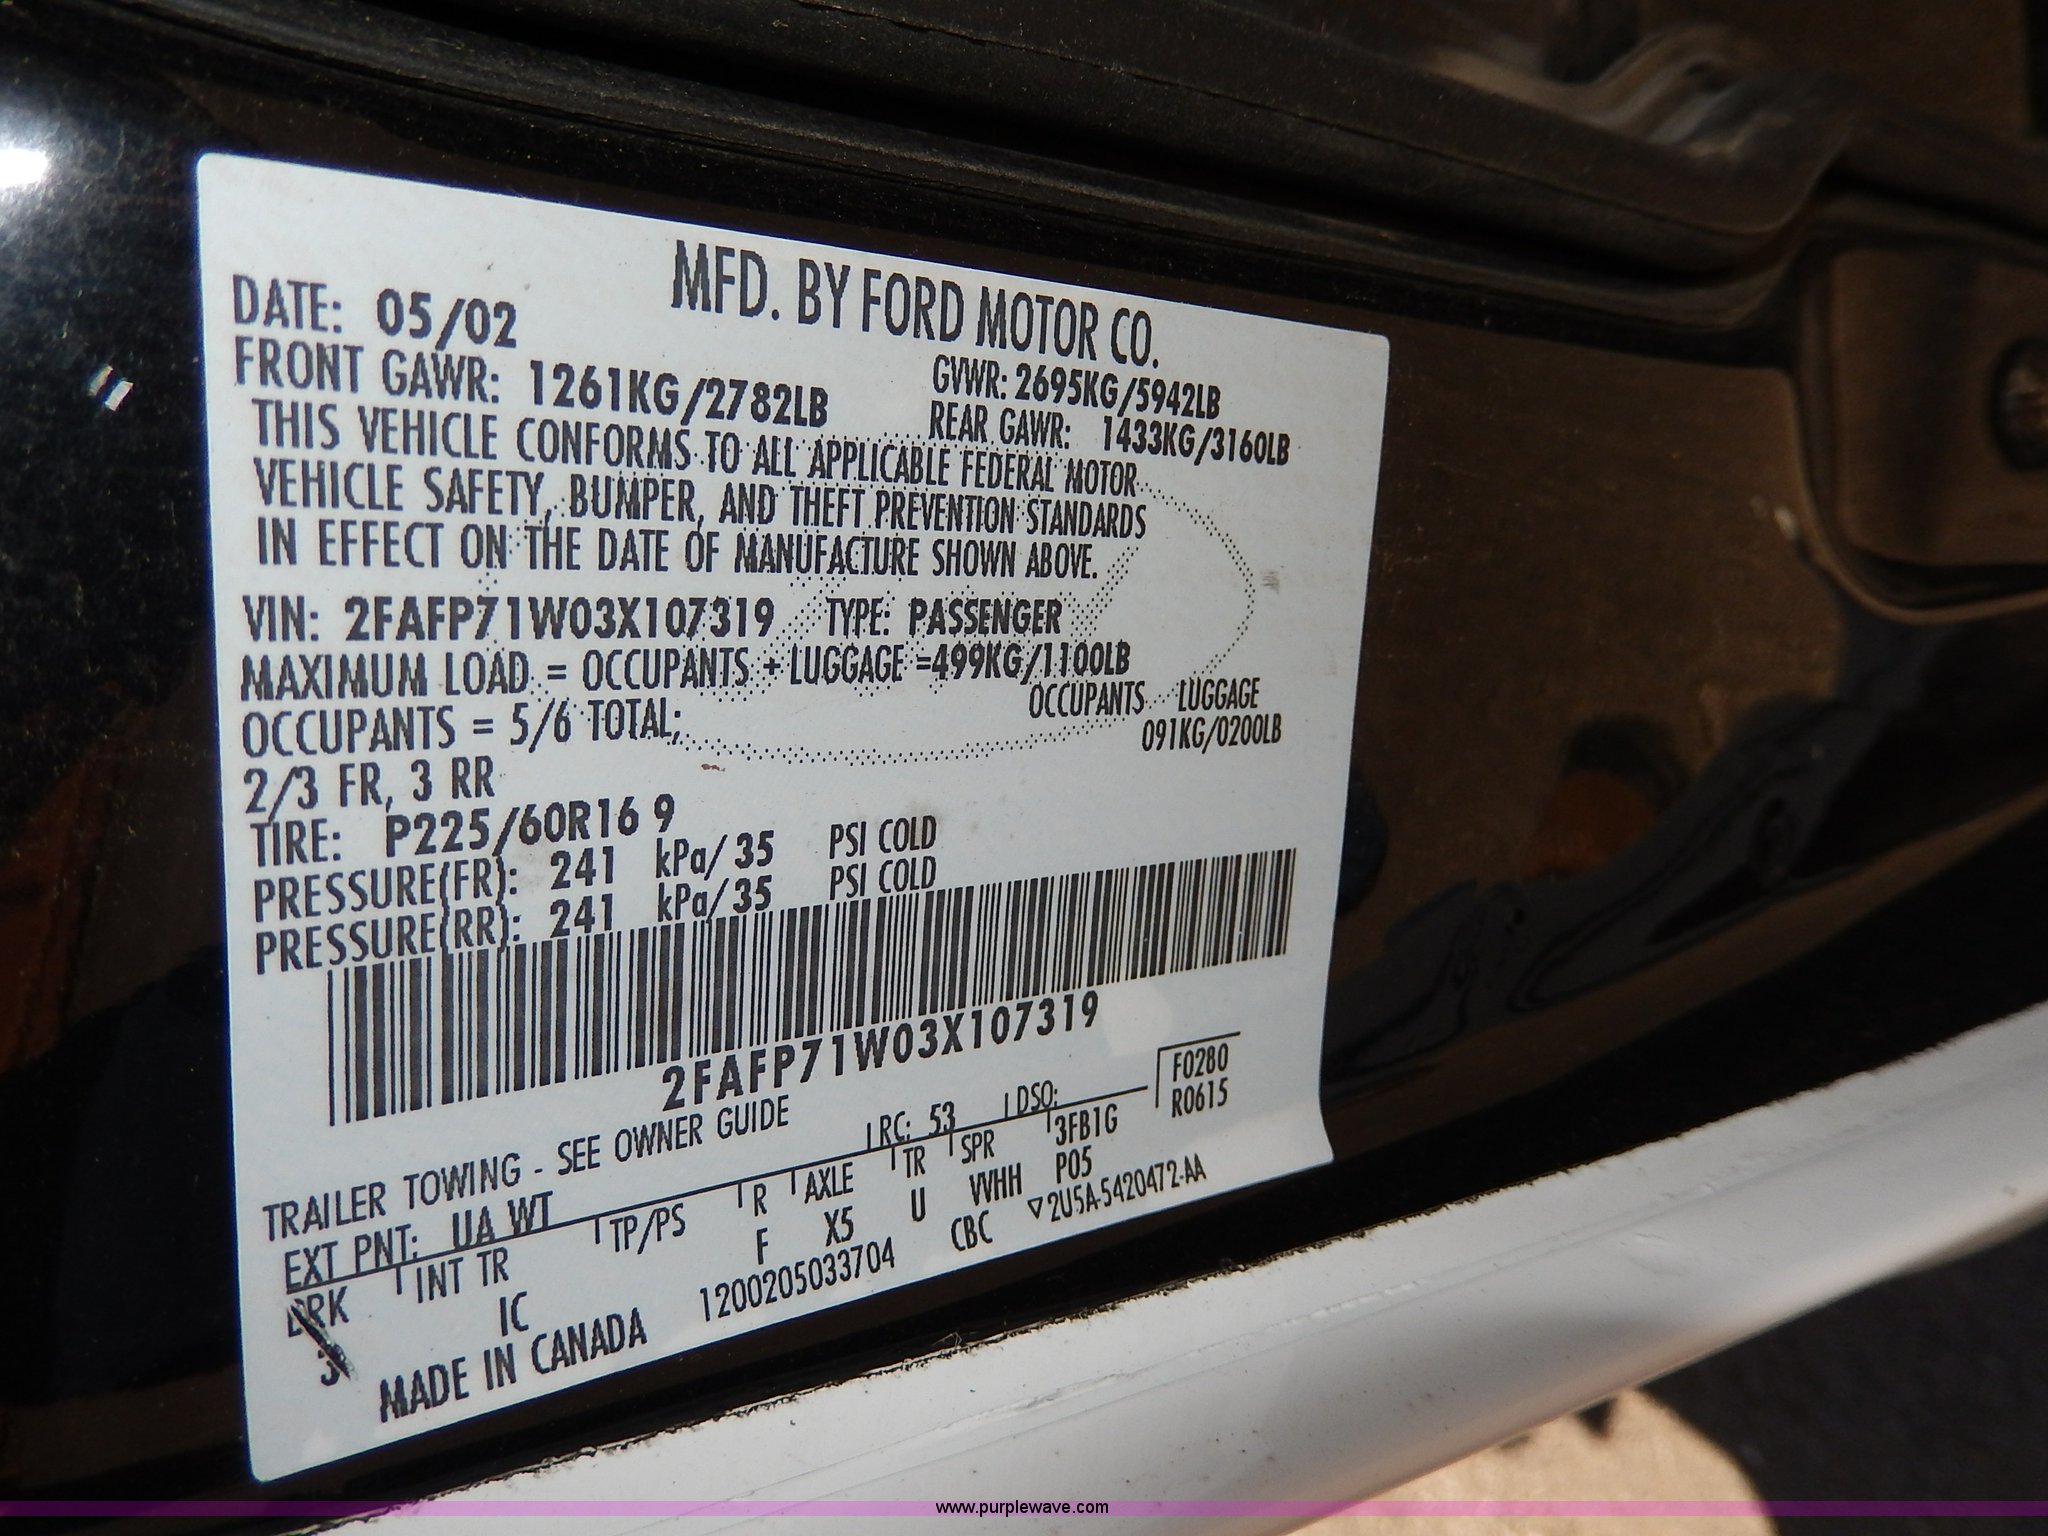 MFD. BY FORD MOTOR CO.
DATE: 05/02
GVWR: 2695KG/5942LB
FRONT GAWR: 1261KG/2782LB
REAR GAWR: 1433KG/3160LB
THIS VEHICLE CONFORMS TO ALL APPLICABLE FEDERAL MOTOR
VEHICLE SAFETY, BUMPER, AND THEFT PREVENTION STANDARDS
IN EFFECT ON THE DATE OF MANUFACTURE SHOWN ABOVE.
VIN: 2FAFP71W03X107319 TYPE: PASSENGER
MAXIMUM LOAD = OCCUPANTS + LUGGAGE =499KG/1100LB
OCCUPANTS = 5/6 TOTAL; OCCUPANTS LUGGAGE
2/3 FR, 3 RR 091KG/0200LB
TIRE: P225/60R16 9
PRESSURE(FR): 241 kPa/ 35 PSI COLD
PRESSURE(RR): 241 kPa/ 35 PSI COLD
2FAFP71W03X107319
TRAILER TOWING - SEE OWNER GUIDE
F0280
R0615
EXT PNT: UA WT RC: 53 DSO:
BRK INT TR TP/PS R AXLE TR SPR 3FB1G
3 IC F X5 U VVHH P05
MADE IN CANADA 1200205033704 CBC ▽2U5A-5420472-AA
www.purplewave.com